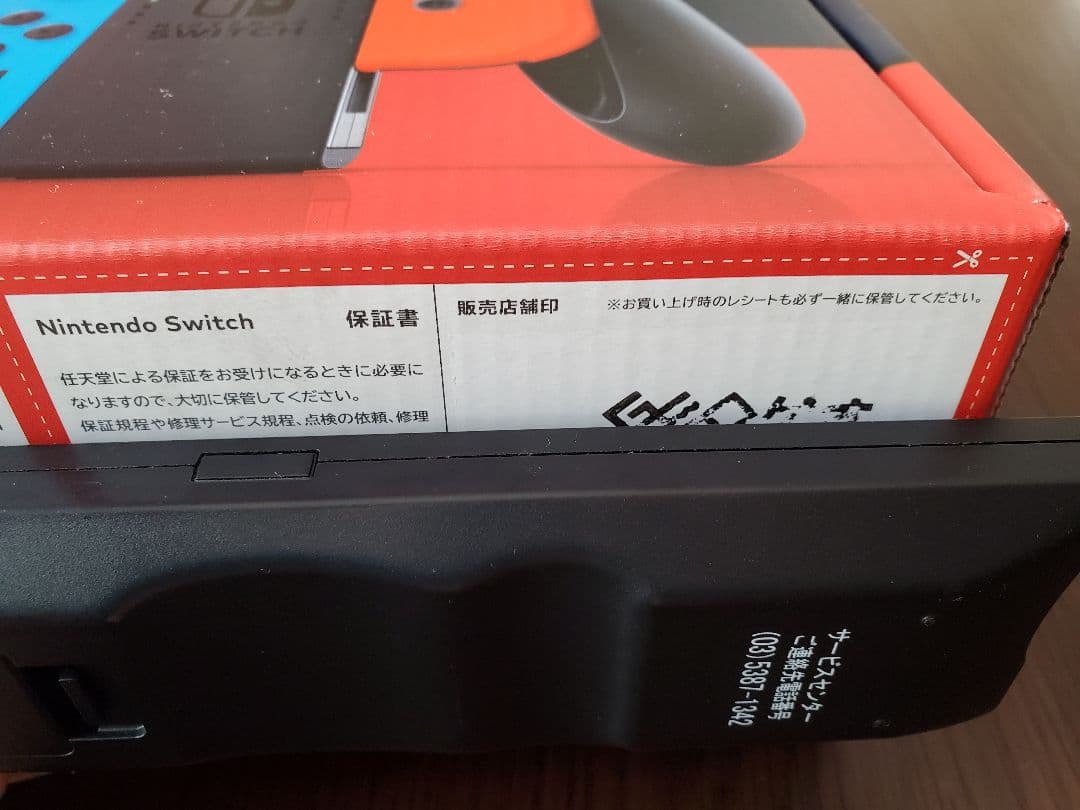 SWITCH
Nintendo Switch 保証書
任天堂による保証をお受けになるときに必要に
なりますので、大切に保管してください。
保証規程や修理サービス規程、点検の依頼、修理
販売店舗印
※お買い上げ時のレシートも必ず一緒に保管してください。
サービスセンター
ご連絡先電話番号
(03)5387-1342